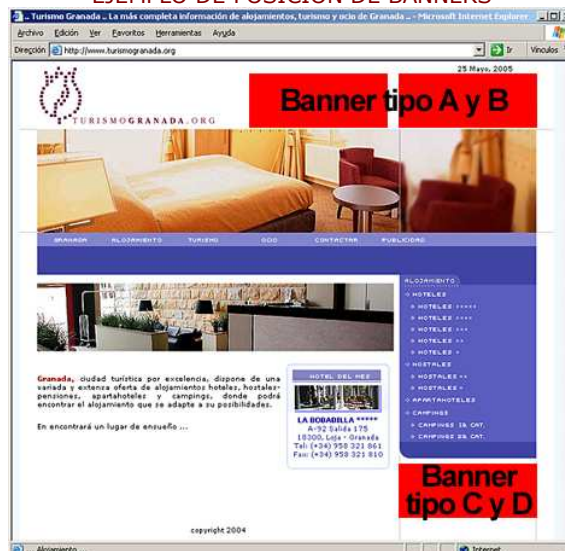 EJEMPLO DE POSICIÓN DE BANNERS
.. Turismo Granada .. La más completa información de alojamientos, turismo y ocio de Granada .. - Microsoft Internet Explorer
Archivo Edición Ver Favoritos Herramientas Ayuda
Dirección http://www.turismogranada.org Ir Vínculos
25 Mayo, 2005
Banner tipo A y B
TURISMOGRANADA.ORG
GRANADA ALOJAMIENTO TURISMO OCIO CONTACTAR PUBLICIDAD
ALOJAMIENTO
HOTELES
HOTELES *****
HOTELES ****
HOTELES ***
HOTELES **
HOTELES *
HOSTALES
HOSTALES **
HOSTALES *
APARTAHOTELES
CAMPINGS
CAMPINGS 1ª CAT.
CAMPINGS 2ª CAT.
Granada, ciudad turística por excelencia, dispone de una
variada y extensa oferta de alojamientos hoteles, hostales-
pensiones, apartahoteles y campings, donde podrá
encontrar el alojamiento que se adapte a su posibilidades.
En encontrará un lugar de ensueño ...
HOTEL DEL MES
LA BOBADILLA *****
A-92 Salida 175
18300, Loja - Granada
Tel: (+34) 958 321 861
Fax: (+34) 958 321 810
Banner
tipo C y D
copyright 2004
Alojamiento Internet